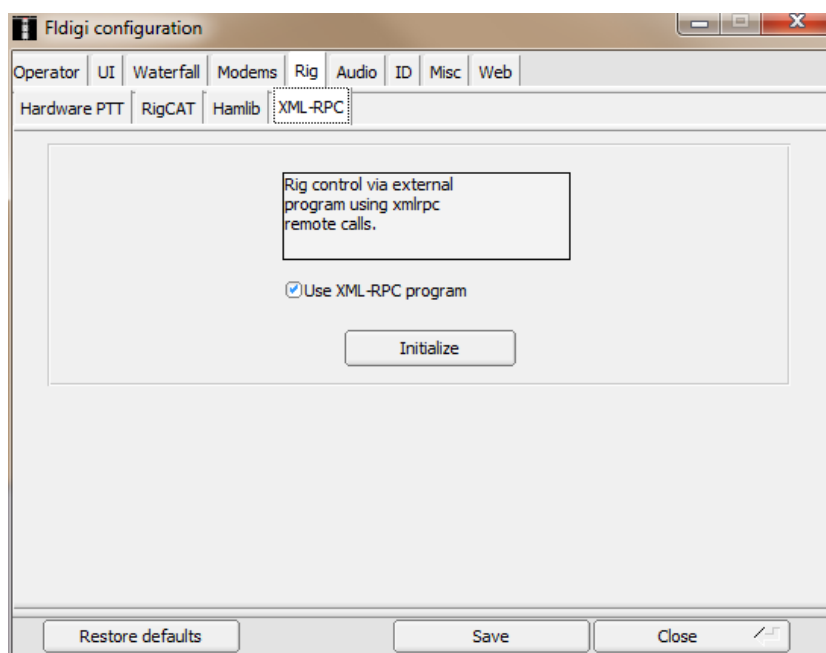 Fldigi configuration
Operator UI Waterfall Modems Rig Audio ID Misc Web
Hardware PTT RigCAT Hamlib XML-RPC
Rig control via external
program using xmlrpc
remote calls.
Use XML-RPC program
Initialize
Restore defaults Save Close